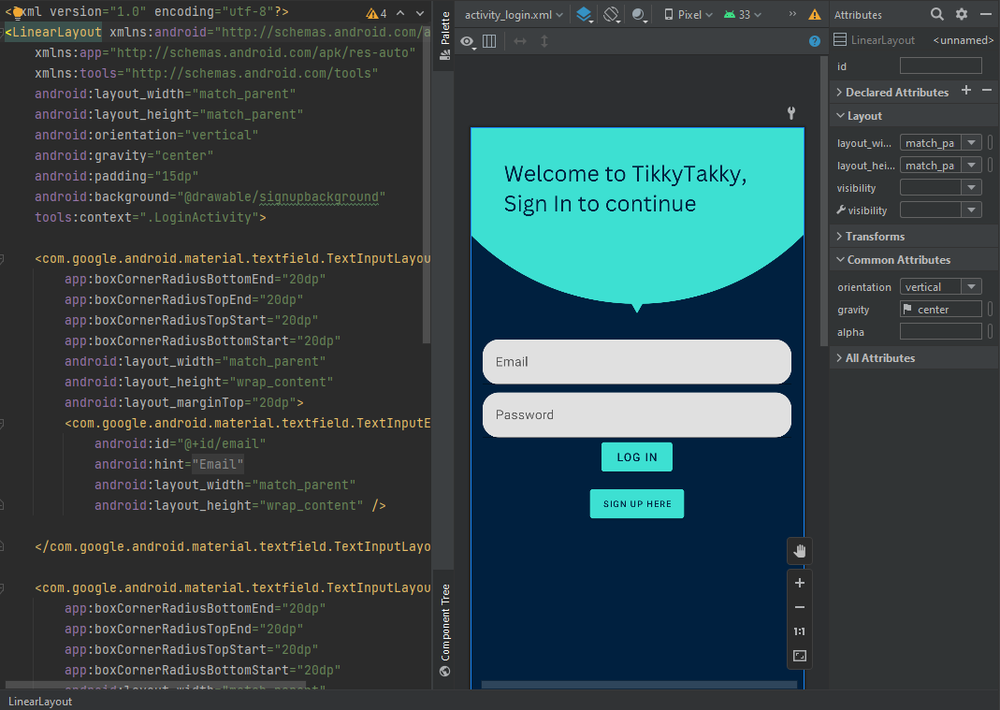 <?xml version="1.0" encoding="utf-8"?>
4
<LinearLayout xmlns:android="http://schemas.android.com/a
xmlns:app="http://schemas.android.com/apk/res-auto"
xmlns:tools="http://schemas.android.com/tools"
android:layout_width="match_parent"
android:layout_height="match_parent"
android:orientation="vertical"
android:gravity="center"
android:padding="15dp"
android:background="@drawable/signupbackground"
tools:context=".LoginActivity">
<com.google.android.material.textfield.TextInputLayou
app:boxCornerRadiusBottomEnd="20dp"
app:boxCornerRadiusTopEnd="20dp"
app:boxCornerRadiusTopStart="20dp"
app:boxCornerRadiusBottomStart="20dp"
android:layout_width="match_parent"
android:layout_height="wrap_content"
android:layout_marginTop="20dp">
<com.google.android.material.textfield.TextInputE
android:id="@+id/email"
android:hint="Email"
android:layout_width="match_parent"
android:layout_height="wrap_content" />
</com.google.android.material.textfield.TextInputLayo
<com.google.android.material.textfield.TextInputLayou
app:boxCornerRadiusBottomEnd="20dp"
app:boxCornerRadiusTopEnd="20dp"
app:boxCornerRadiusTopStart="20dp"
app:boxCornerRadiusBottomStart="20dp"
android:layout_width="match_parent"
LinearLayout
Palette
Component Tree
activity_login.xml
Pixel
33
»
Welcome to TikkyTakky,
Sign In to continue
Email
Password
LOG IN
SIGN UP HERE
1:1
Attributes
LinearLayout <unnamed>
id
Declared Attributes
Layout
layout_wi... match_pa
layout_hei... match_pa
visibility
visibility
Transforms
Common Attributes
orientation vertical
gravity center
alpha
All Attributes